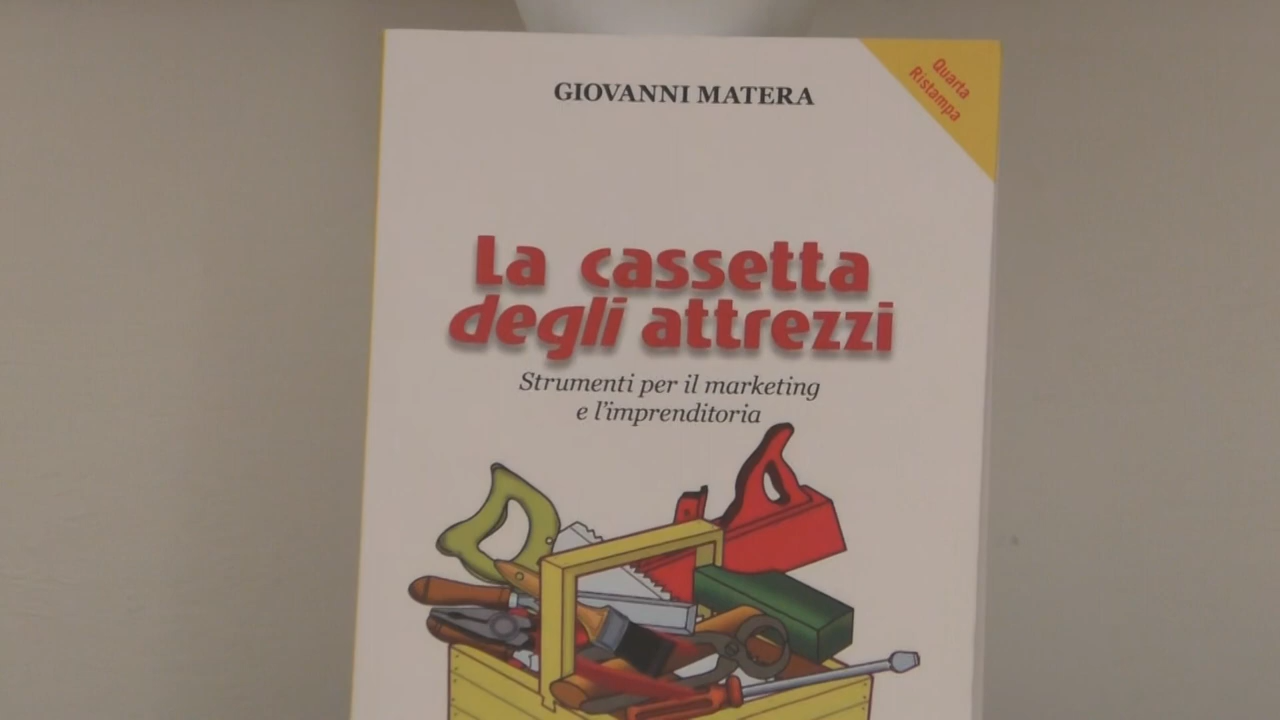 GIOVANNI MATERA
Quarta
Ristampa
La cassetta
degli attrezzi
Strumenti per il marketing
e l'imprenditoria